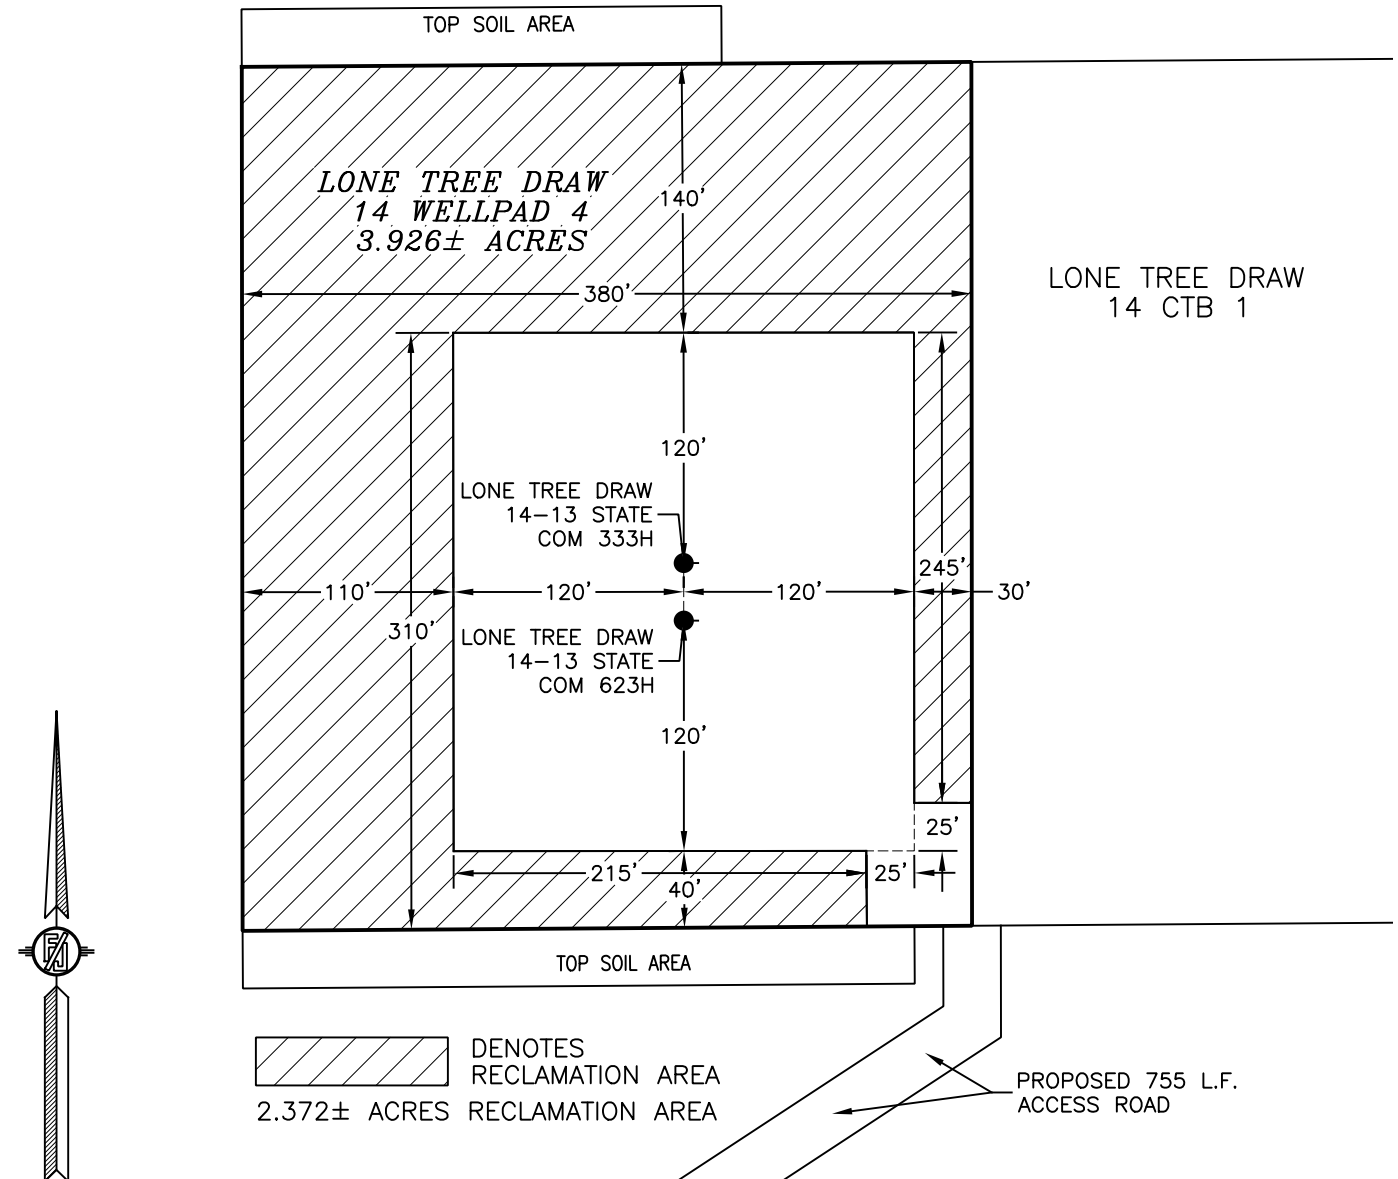 TOP SOIL AREA
LONE TREE DRAW
14 WELLPAD 4
3.926± ACRES
140'
380'
LONE TREE DRAW
14 CTB 1
120'
LONE TREE DRAW
14-13 STATE
COM 333H
245'
110'
120'
120'
30'
310'
LONE TREE DRAW
14-13 STATE
COM 623H
120'
25'
215'
40'
25'
TOP SOIL AREA
DENOTES
RECLAMATION AREA
2.372± ACRES RECLAMATION AREA
PROPOSED 755 L.F.
ACCESS ROAD